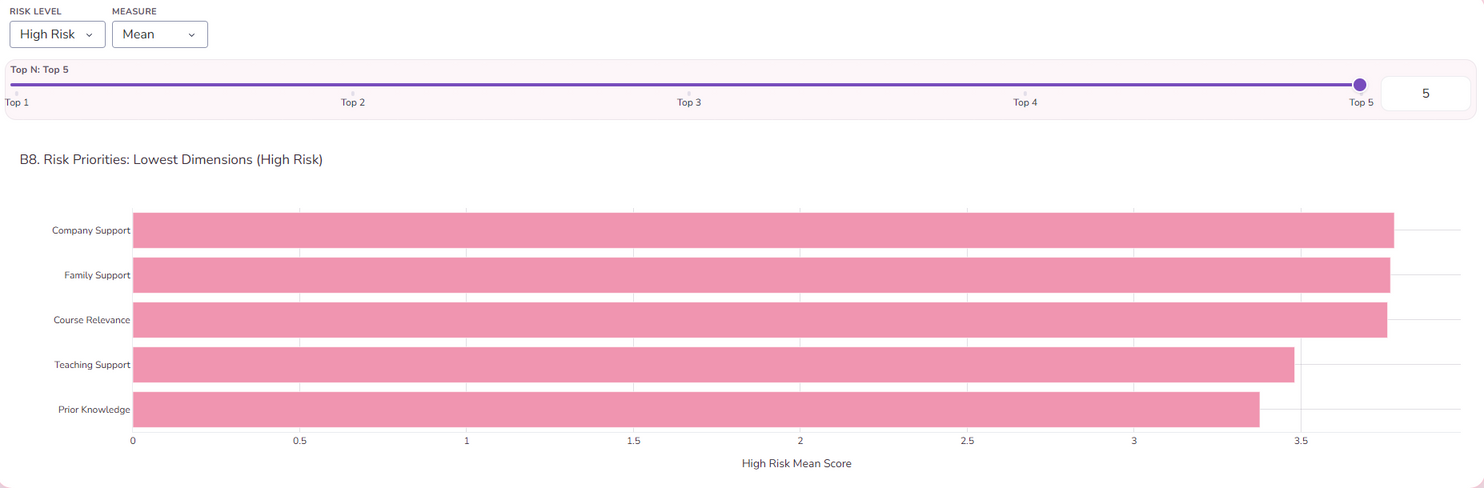 RISK LEVEL MEASURE
High Risk Mean
Top N: Top 5
5
Top 1 Top 2 Top 3 Top 4 Top 5
B8. Risk Priorities: Lowest Dimensions (High Risk)
Company Support
Family Support
Course Relevance
Teaching Support
Prior Knowledge
0 0.5 1 1.5 2 2.5 3 3.5
High Risk Mean Score